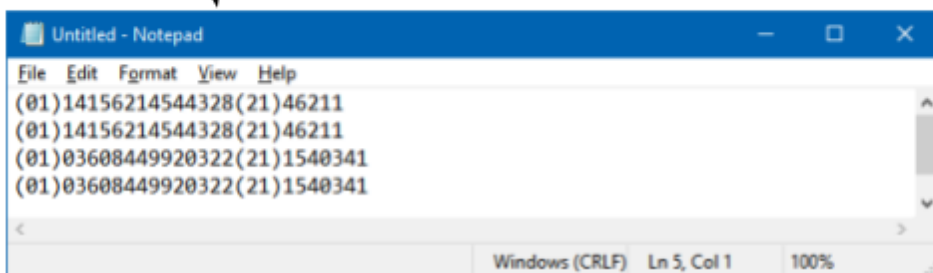 Untitled - Notepad
File Edit Format View Help
(01)14156214544328(21)46211
(01)14156214544328(21)46211
(01)03608449920322(21)1540341
(01)03608449920322(21)1540341
Windows (CRLF) Ln 5, Col 1 100%